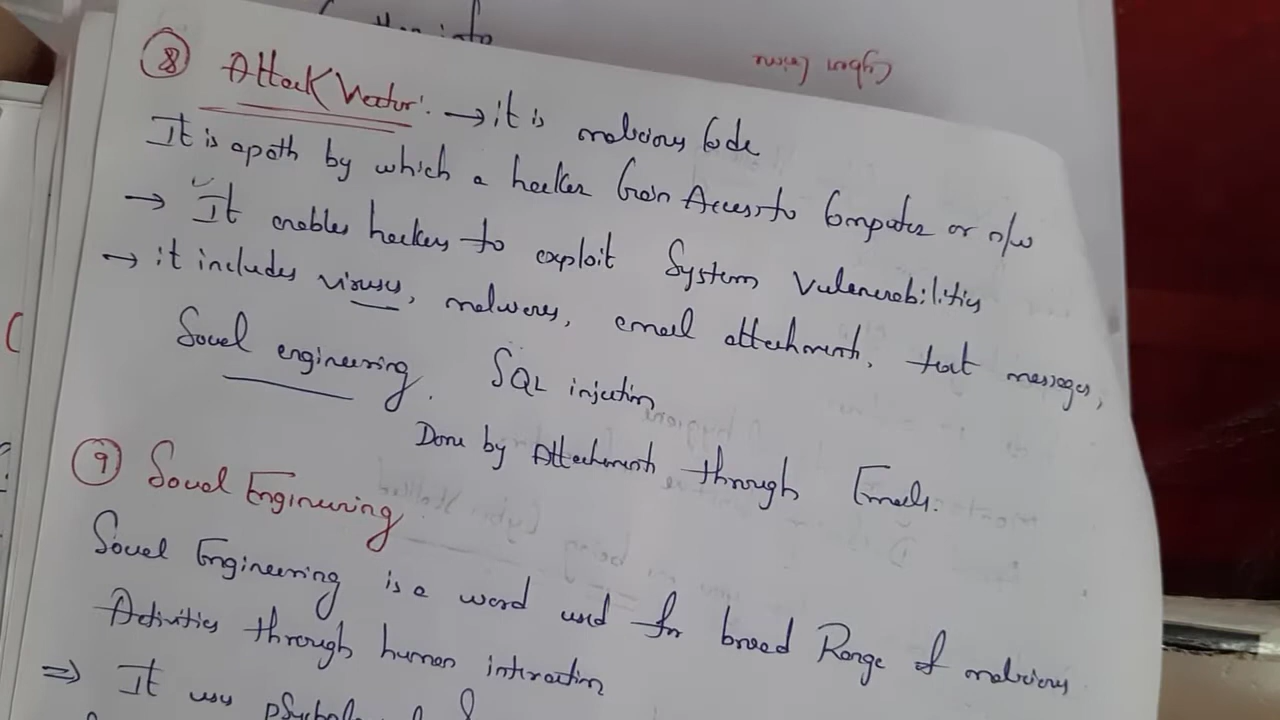 Cyber Crime
⑧ Attack Vector: → it is malicious Code
It is a path by which a hacker Gain Access to Computer or n/w
→ It enables hackers to exploit System Vulenerabilities
→ it includes viruses, malwares, email attachments, text messages,
Social engineering, SQL injection
Done by Attachments through Emails.
⑨ Social Engineering
Social Engineering is a word used for broad Range of malicious
Activities through human interaction
⇒ It uses